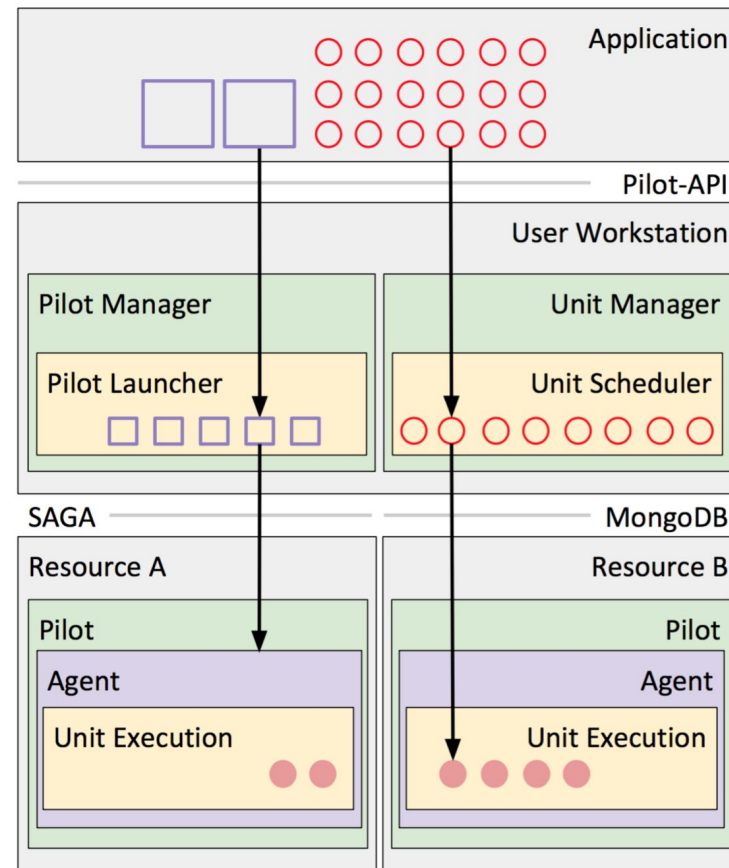 Application
Pilot-API
User Workstation
Pilot Manager
Unit Manager
Pilot Launcher
Unit Scheduler
SAGA
MongoDB
Resource A
Resource B
Pilot
Pilot
Agent
Agent
Unit Execution
Unit Execution